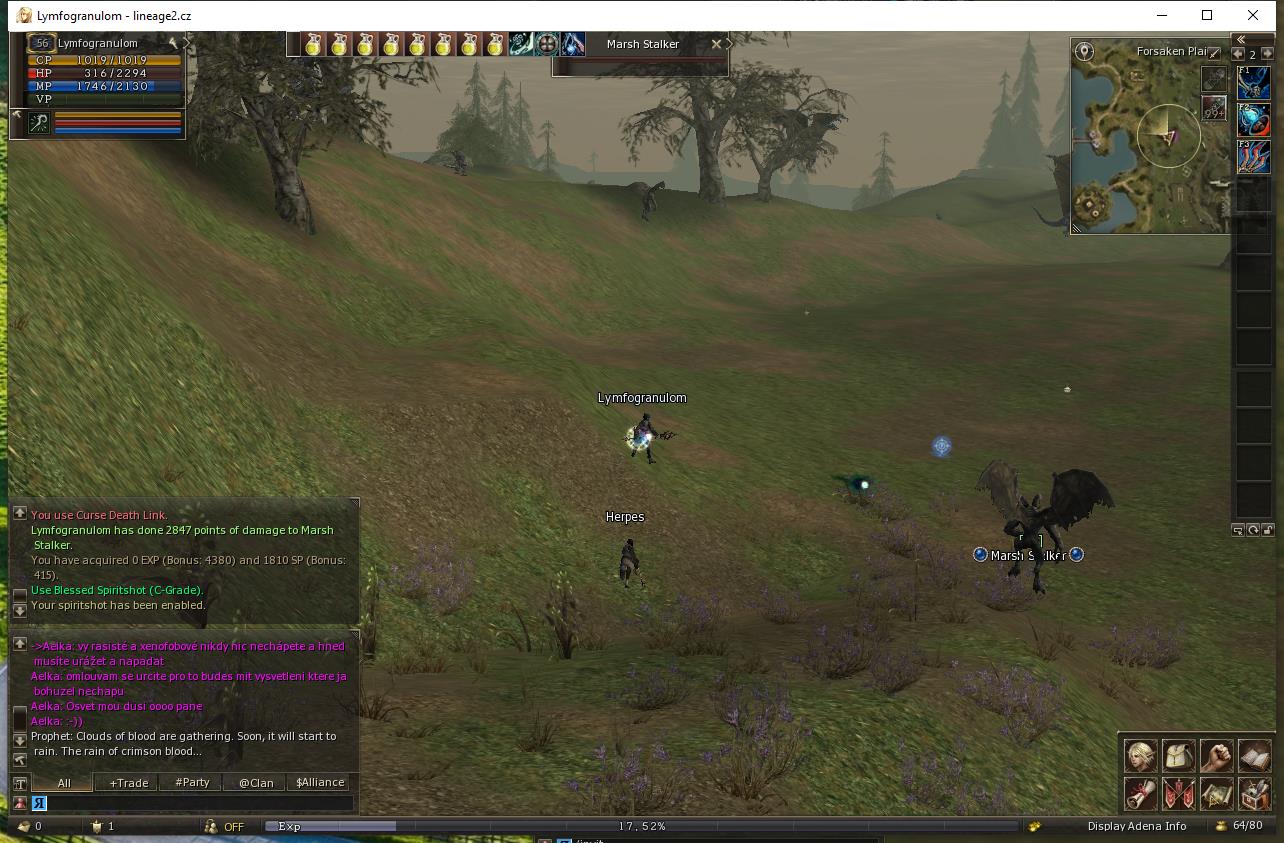 Lymfogranulom - lineage2.cz
56 Lymfogranulom
CP 1019/1019
HP 316/2294
MP 1746/2130
VP
Marsh Stalker
Forsaken Plai
2
99+
F1
F2
F3
Lymfogranulom
Herpes
Marsh Stalker
You use Curse Death Link.
Lymfogranulom has done 2847 points of damage to Marsh
Stalker.
You have acquired 0 EXP (Bonus: 4380) and 1810 SP (Bonus:
415).
Use Blessed Spiritshot (C-Grade).
Your spiritshot has been enabled.
->Aelka: vy rasisté a xenofobové nikdy nic nechápete a hned
musíte urážet a napadat
Aelka: omlouvam se urcite pro to budes mit vysvetleni ktere ja
bohuzel nechapu
Aelka: Osvet mou dusi oooo pane
Aelka: :-))
Prophet: Clouds of blood are gathering. Soon, it will start to
rain. The rain of crimson blood...
All +Trade #Party @Clan $Alliance
Я
0 1 OFF Exp 17,52% Display Adena Info 64/80